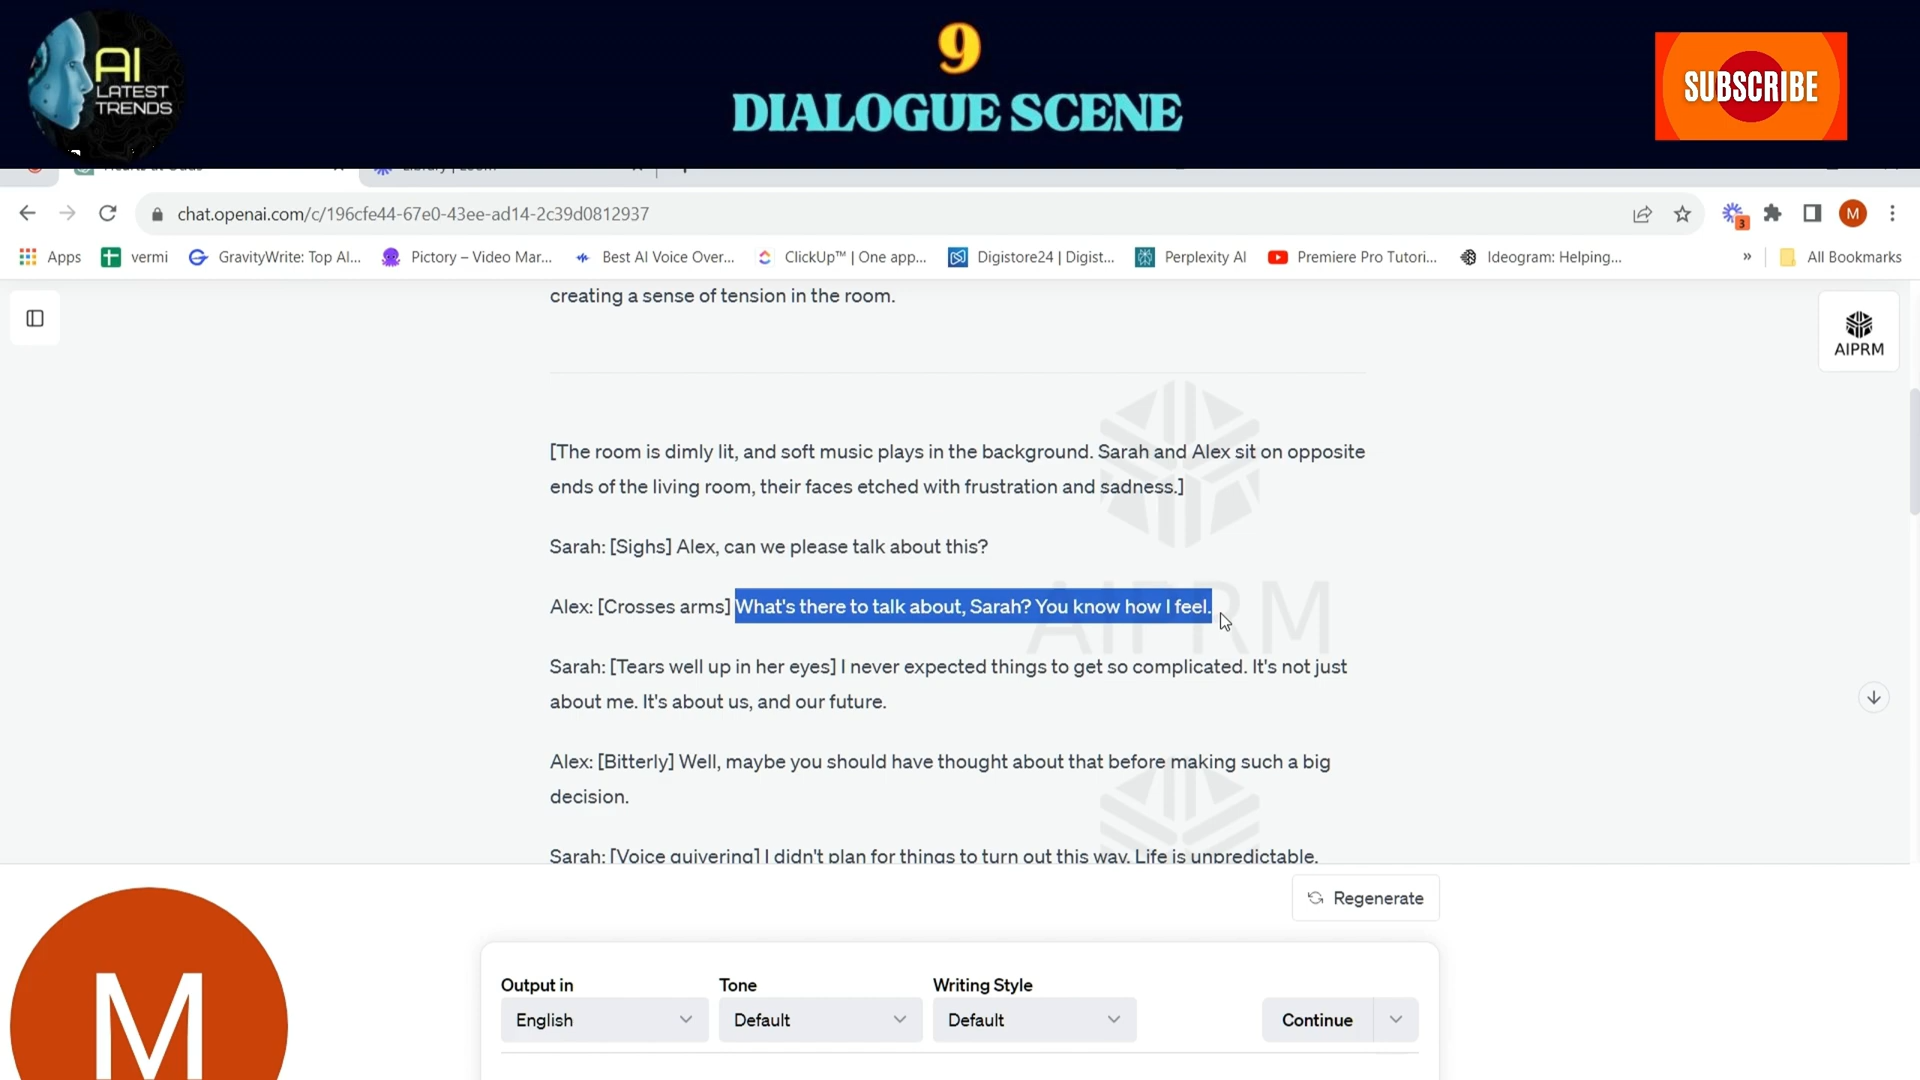 AI
LATEST
TRENDS
9
DIALOGUE SCENE
SUBSCRIBE
chat.openai.com/c/196cfe44-67e0-43ee-ad14-2c39d0812937
3
M
Apps
vermi
GravityWrite: Top AI...
Pictory – Video Mar...
Best AI Voice Over...
ClickUp™ | One app...
Digistore24 | Digist...
Perplexity AI
Premiere Pro Tutori...
Ideogram: Helping...
»
All Bookmarks
creating a sense of tension in the room.
AIPRM
[The room is dimly lit, and soft music plays in the background. Sarah and Alex sit on opposite
ends of the living room, their faces etched with frustration and sadness.]
Sarah: [Sighs] Alex, can we please talk about this?
Alex: [Crosses arms] What's there to talk about, Sarah? You know how I feel.
AIPRM
Sarah: [Tears well up in her eyes] I never expected things to get so complicated. It's not just
about me. It's about us, and our future.
Alex: [Bitterly] Well, maybe you should have thought about that before making such a big
decision.
Sarah: [Voice quivering] I didn't plan for things to turn out this way. Life is unpredictable.
Regenerate
M
Output in
Tone
Writing Style
English
Default
Default
Continue